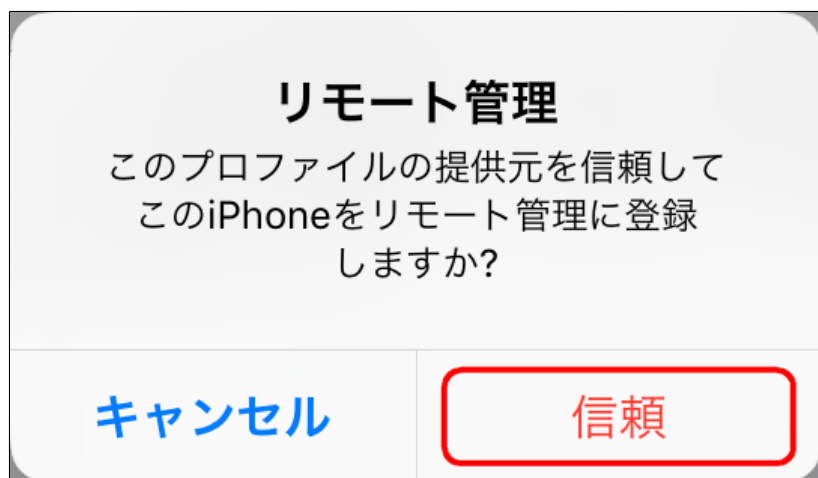 リモート管理
このプロファイルの提供元を信頼して
このiPhoneをリモート管理に登録
しますか?
キャンセル
信頼